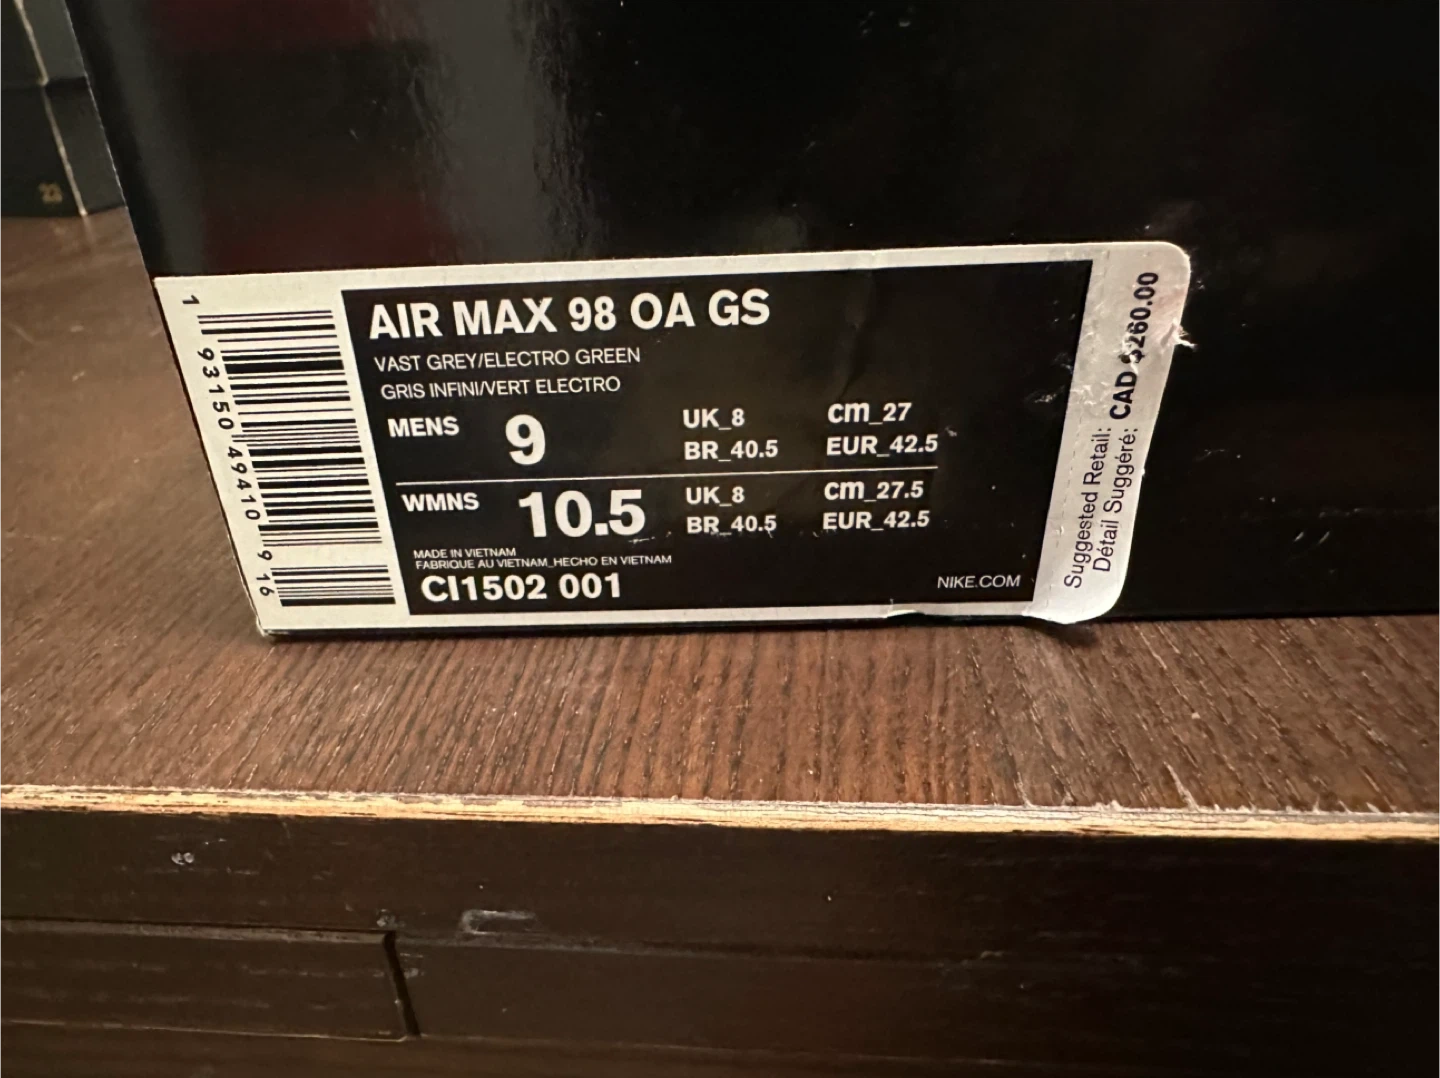 AIR MAX 98 OA GS
VAST GREY/ELECTRO GREEN
GRIS INFINI/VERT ELECTRO
MENS 9 UK_8 cm_27
BR_40.5 EUR_42.5
WMNS 10.5 UK_8 cm_27.5
BR_40.5 EUR_42.5
MADE IN VIETNAM
FABRIQUE AU VIETNAM_HECHO EN VIETNAM
CI1502 001
NIKE.COM
1 93150 49410 9 16
Suggested Retail: CAD $260.00
Détail Suggéré:
23